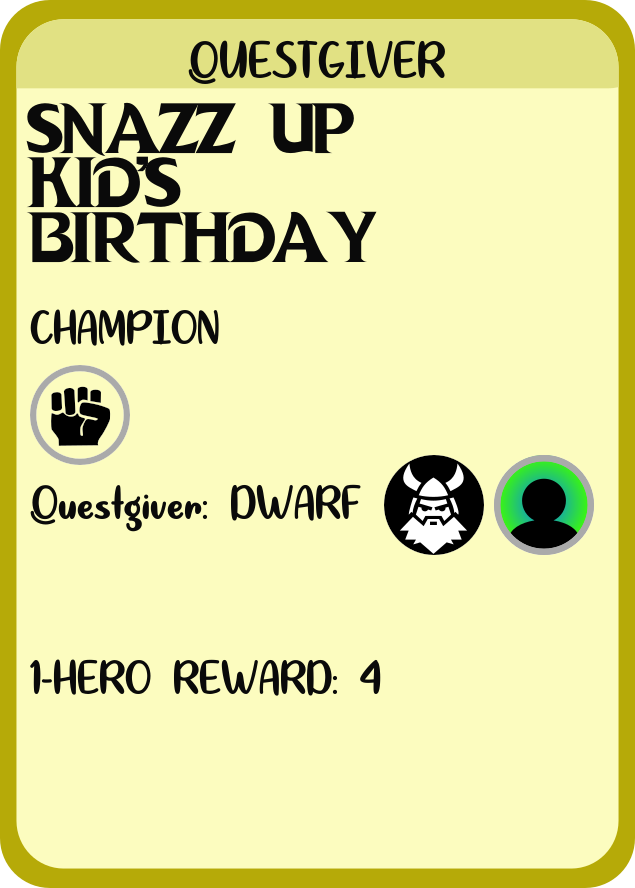 QUESTGIVER
SNAZZ UP
KID'S
BIRTHDAY
CHAMPION
Questgiver: DWARF
1-HERO REWARD: 4